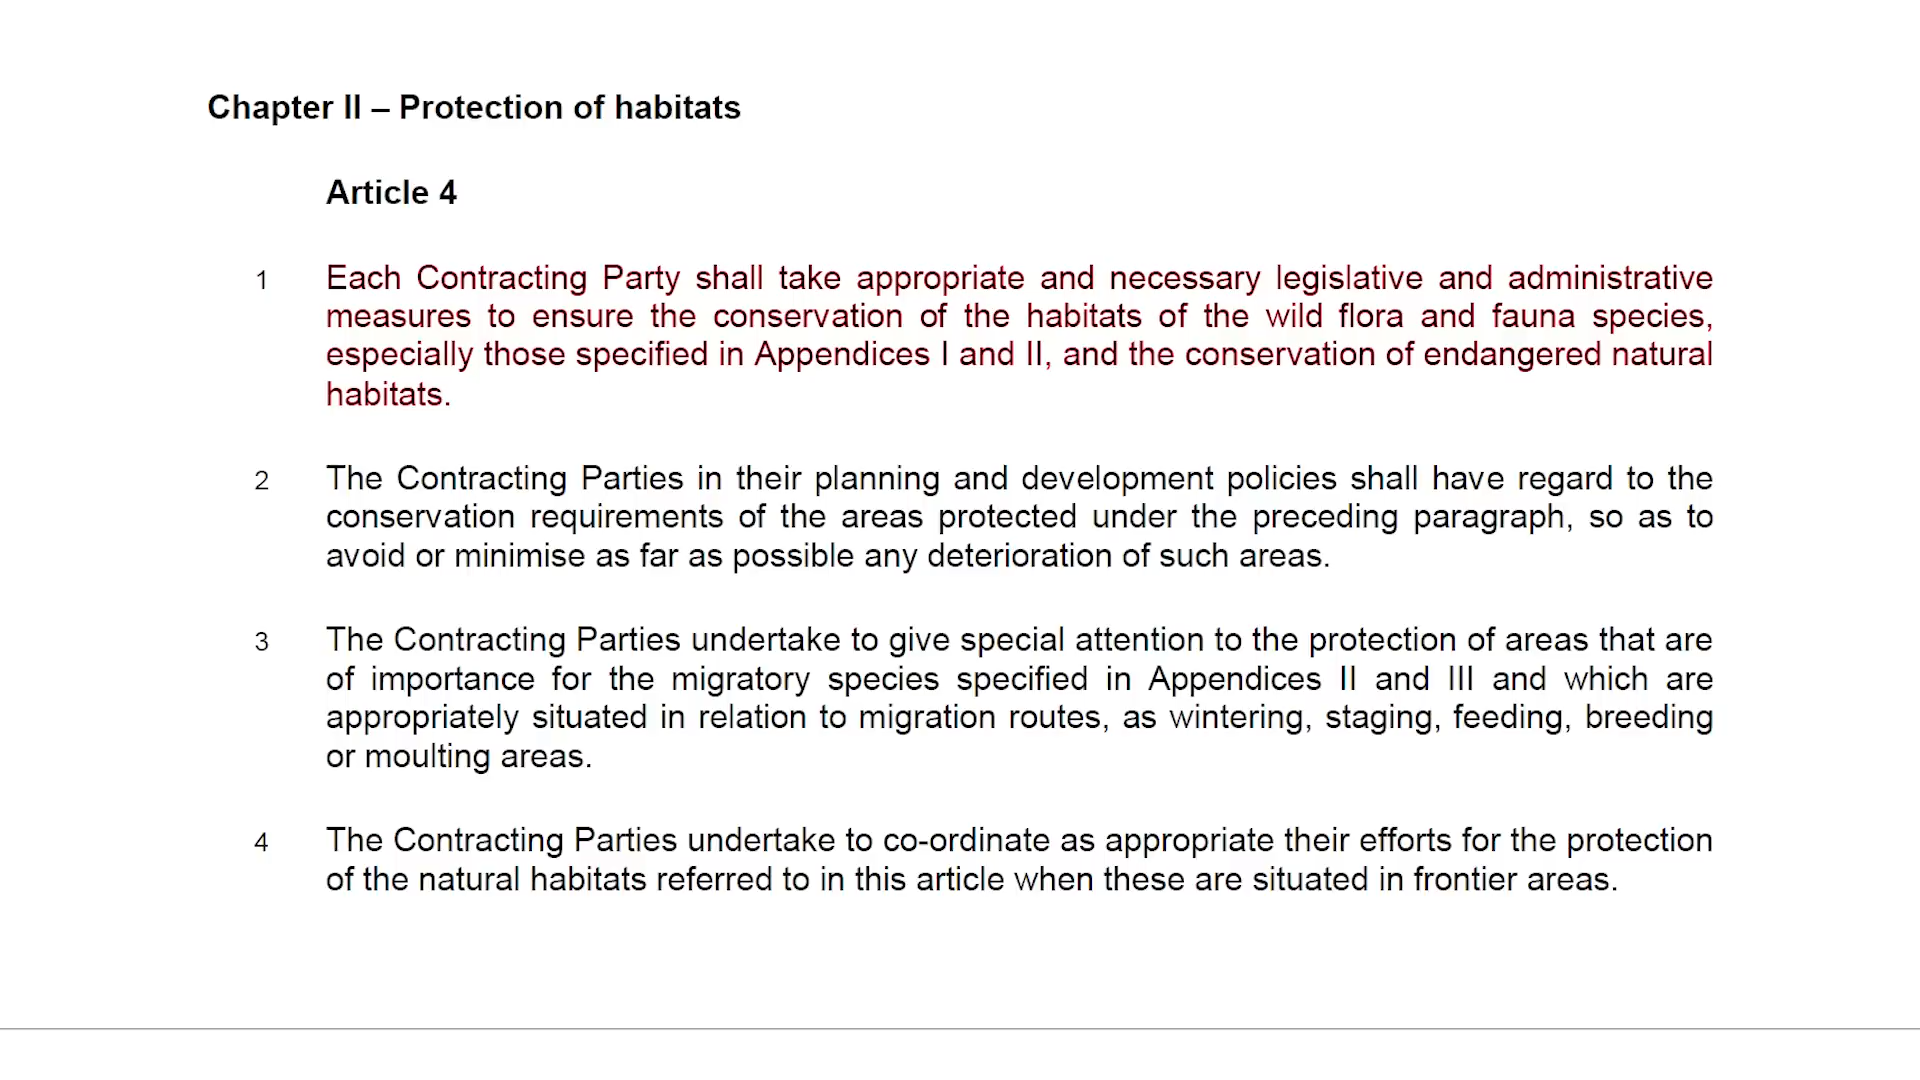 Chapter II – Protection of habitats
Article 4
1 Each Contracting Party shall take appropriate and necessary legislative and administrative
measures to ensure the conservation of the habitats of the wild flora and fauna species,
especially those specified in Appendices I and II, and the conservation of endangered natural
habitats.
2 The Contracting Parties in their planning and development policies shall have regard to the
conservation requirements of the areas protected under the preceding paragraph, so as to
avoid or minimise as far as possible any deterioration of such areas.
3 The Contracting Parties undertake to give special attention to the protection of areas that are
of importance for the migratory species specified in Appendices II and III and which are
appropriately situated in relation to migration routes, as wintering, staging, feeding, breeding
or moulting areas.
4 The Contracting Parties undertake to co-ordinate as appropriate their efforts for the protection
of the natural habitats referred to in this article when these are situated in frontier areas.